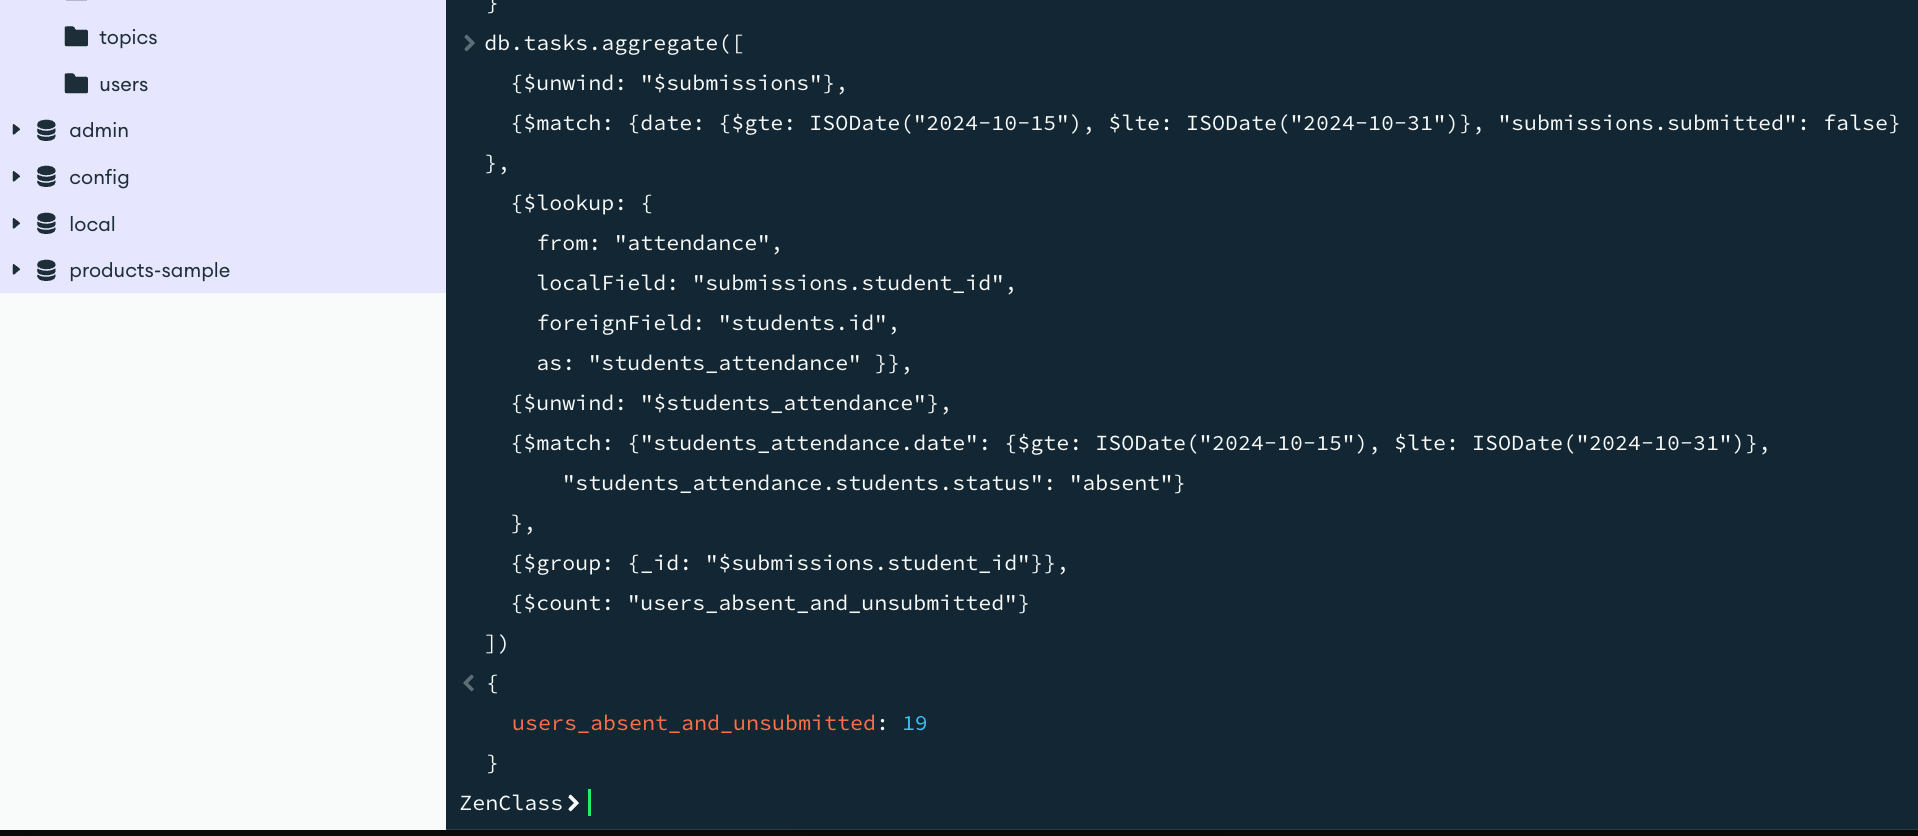 topics
users
admin
config
local
products-sample
}
db.tasks.aggregate([
{$unwind: "$submissions"},
{$match: {date: {$gte: ISODate("2024-10-15"), $lte: ISODate("2024-10-31")}, "submissions.submitted": false}
},
{$lookup: {
from: "attendance",
localField: "submissions.student_id",
foreignField: "students.id",
as: "students_attendance" }},
{$unwind: "$students_attendance"},
{$match: {"students_attendance.date": {$gte: ISODate("2024-10-15"), $lte: ISODate("2024-10-31")},
"students_attendance.students.status": "absent"}
},
{$group: {_id: "$submissions.student_id"}},
{$count: "users_absent_and_unsubmitted"}
])
{
users_absent_and_unsubmitted: 19
}
ZenClass>